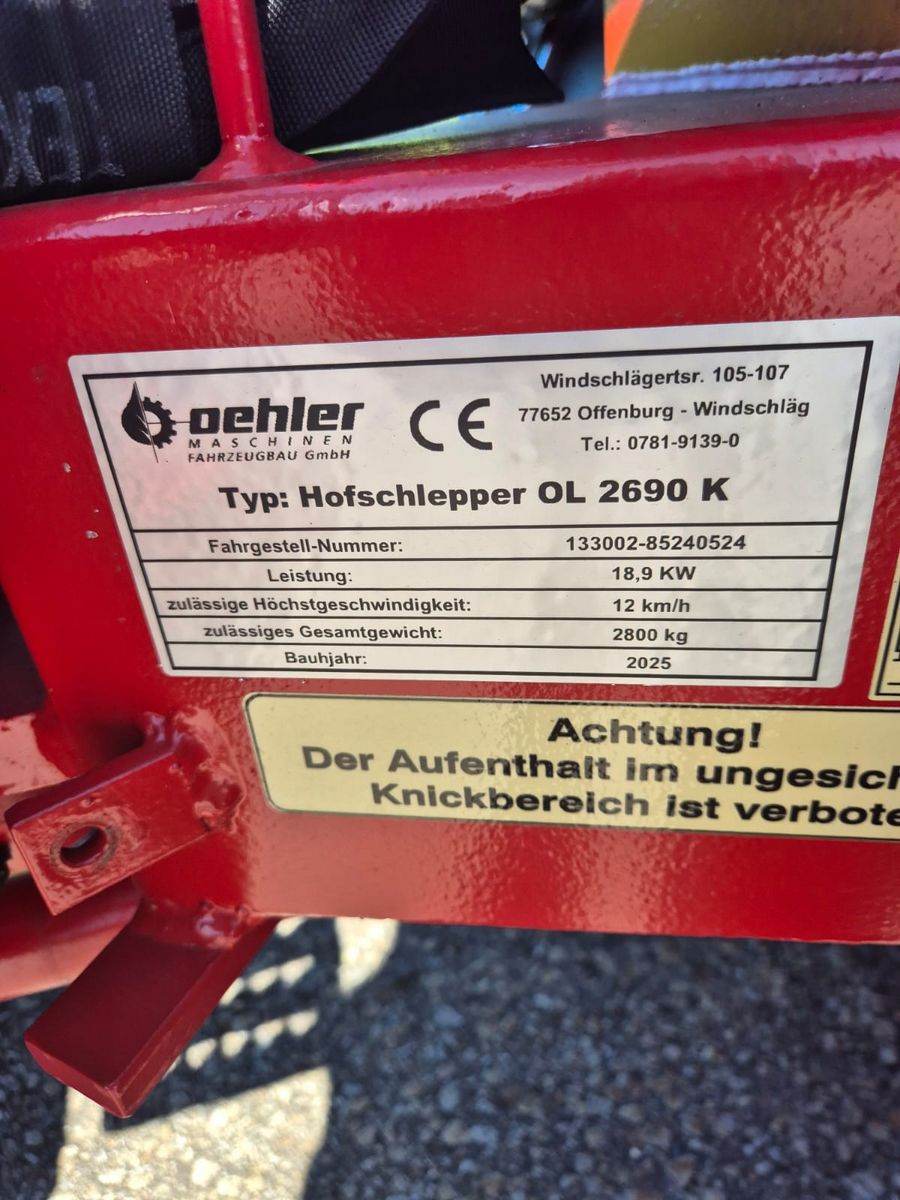 TEX
oehler
MASCHINEN
FAHRZEUGBAU GmbH
CE
Windschlägertsr. 105-107
77652 Offenburg - Windschläg
Tel.: 0781-9139-0
Typ: Hofschlepper OL 2690 K
Fahrgestell-Nummer: 133002-85240524
Leistung: 18,9 KW
zulässige Höchstgeschwindigkeit: 12 km/h
zulässiges Gesamtgewicht: 2800 kg
Bauhjahr: 2025
Achtung!
Der Aufenthalt im
Knickbereich ist